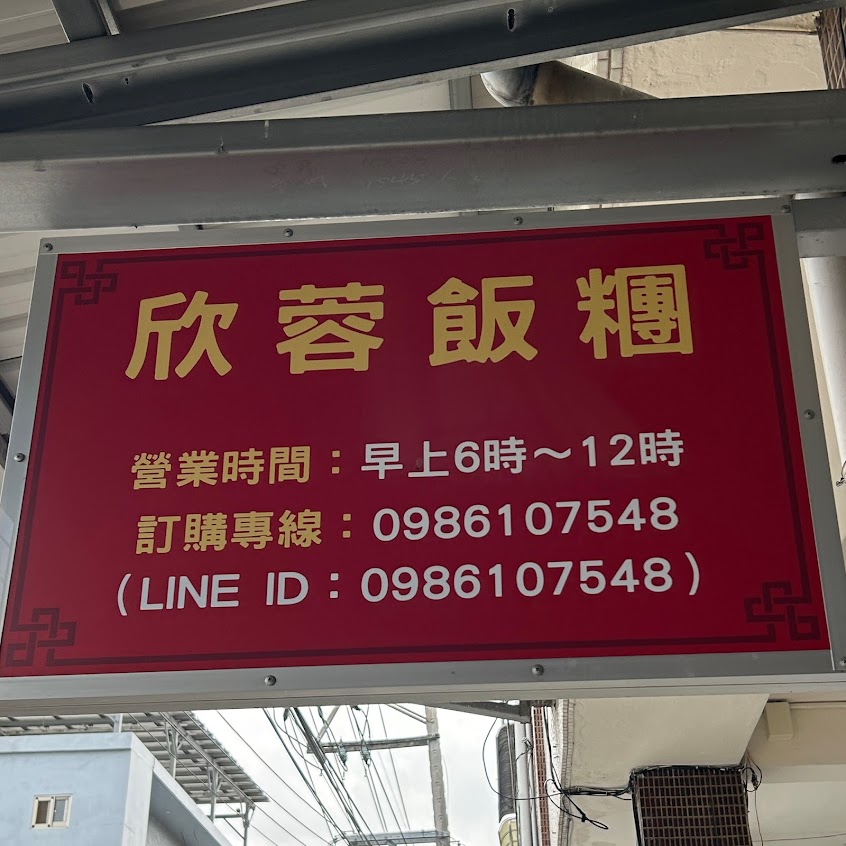 欣蓉飯糰
營業時間：早上6時～12時
訂購專線：0986107548
(LINE ID：0986107548)